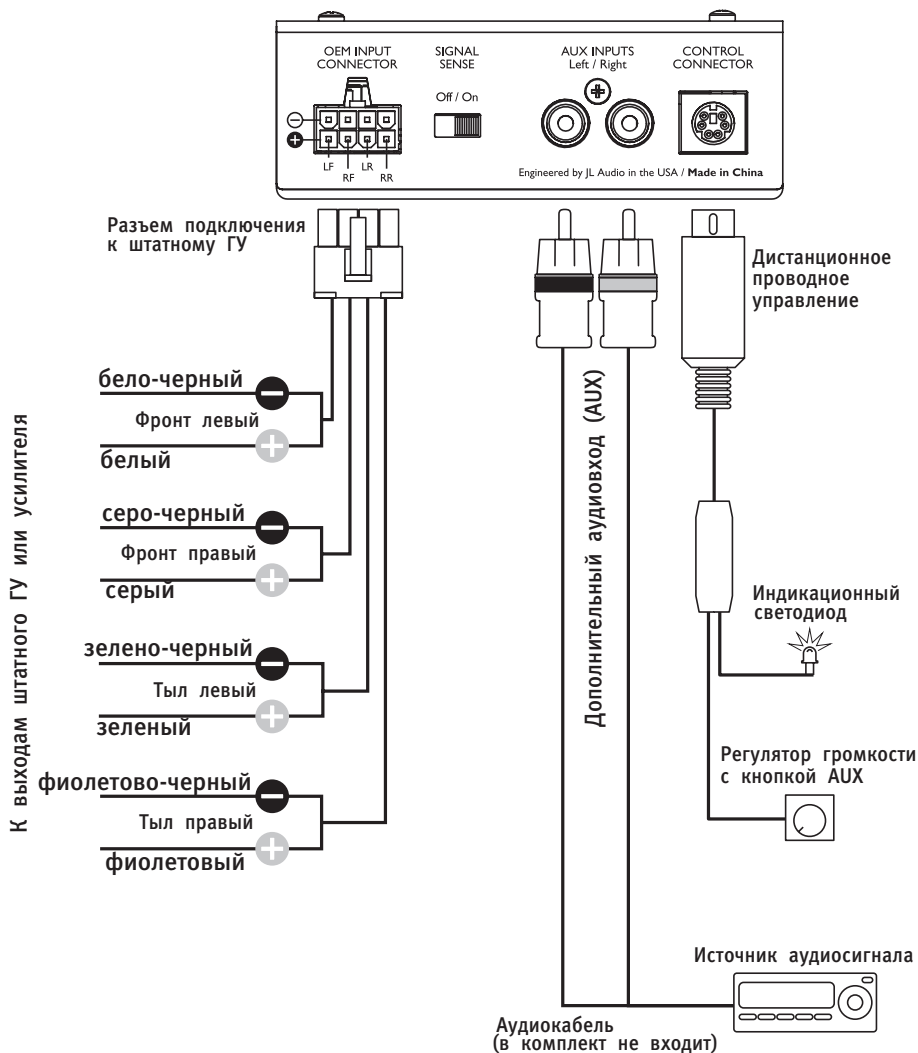 OEM INPUT
CONNECTOR
SIGNAL
SENSE
Off / On
AUX INPUTS
Left / Right
CONTROL
CONNECTOR
LF
RF
LR
RR
Engineered by JL Audio in the USA / Made in China
Разъем подключения
к штатному ГУ
Дистанционное
проводное
управление
К выходам штатного ГУ или усилителя
бело-черный
Фронт левый
белый
серо-черный
Фронт правый
серый
зелено-черный
Тыл левый
зеленый
фиолетово-черный
Тыл правый
фиолетовый
Дополнительный аудиовход (AUX)
Индикационный
светодиод
Регулятор громкости
с кнопкой AUX
Источник аудиосигнала
Аудиокабель
(в комплект не входит)